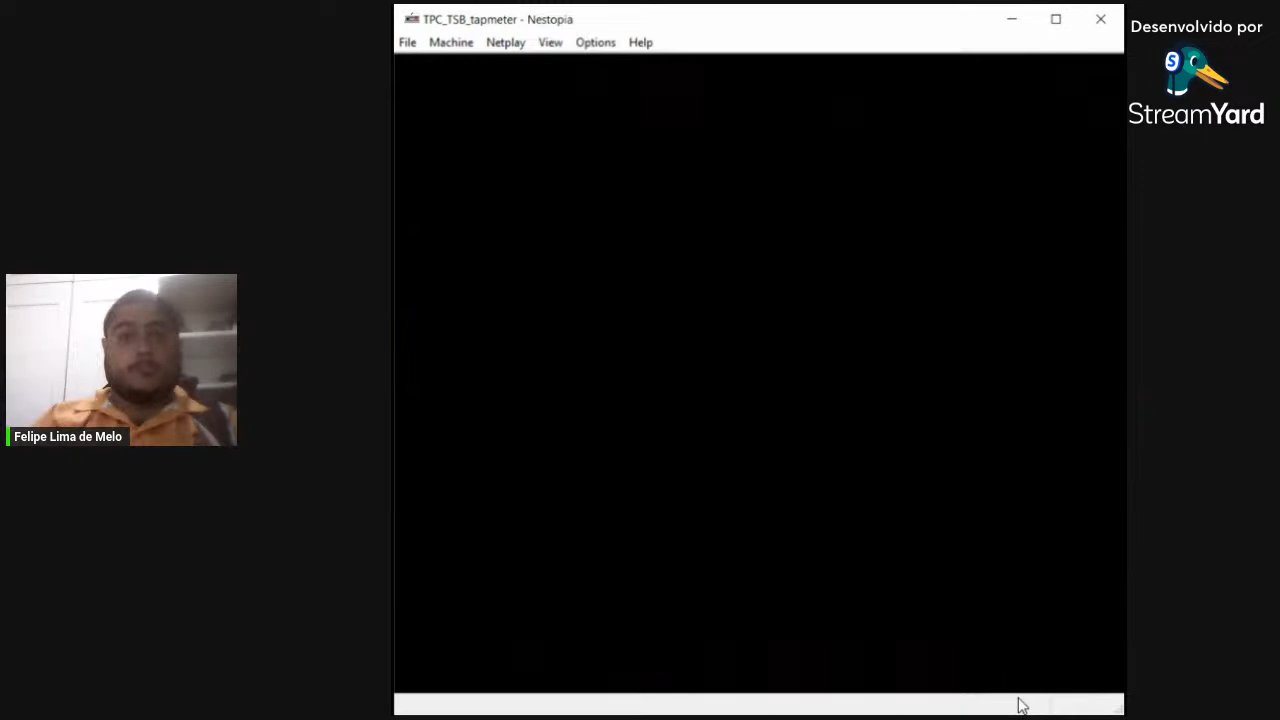 TPC_TSB_tapmeter - Nestopia
File Machine Netplay View Options Help
Desenvolvido por
S
StreamYard
Felipe Lima de Melo